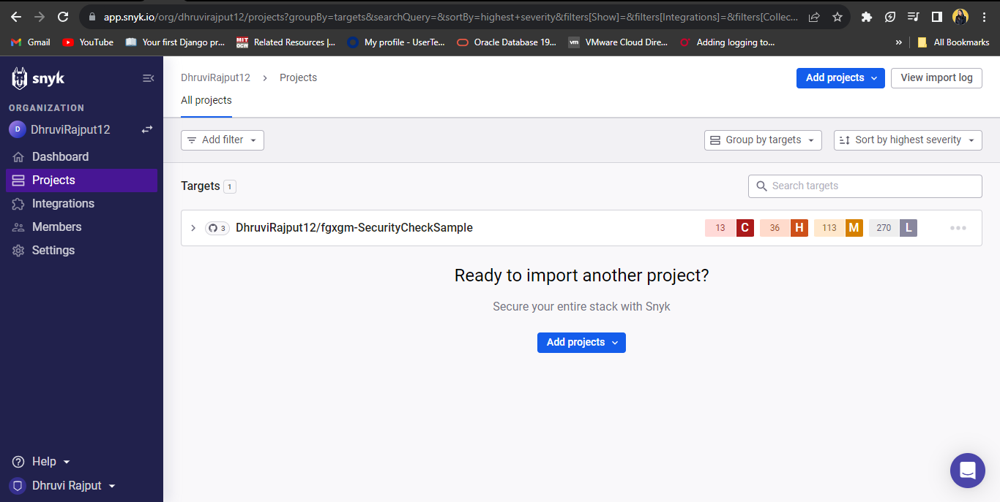 app.snyk.io/org/dhruvirajput12/projects?groupBy=targets&searchQuery=&sortBy=highest+severity&filters[Show]=&filters[Integrations]=&filters[Collec...
Gmail YouTube Your first Django pr... MIT OCW Related Resources |... My profile - UserTe... Oracle Database 19... vm VMware Cloud Dire... Adding logging to... » All Bookmarks
snyk
ORGANIZATION
D DhruviRajput12
Dashboard
Projects
Integrations
Members
Settings
Help
Dhruvi Rajput
DhruviRajput12 > Projects
Add projects View import log
All projects
Add filter Group by targets Sort by highest severity
Targets 1 Search targets
3 DhruviRajput12/fgxgm-SecurityCheckSample 13 C 36 H 113 M 270 L
Ready to import another project?
Secure your entire stack with Snyk
Add projects